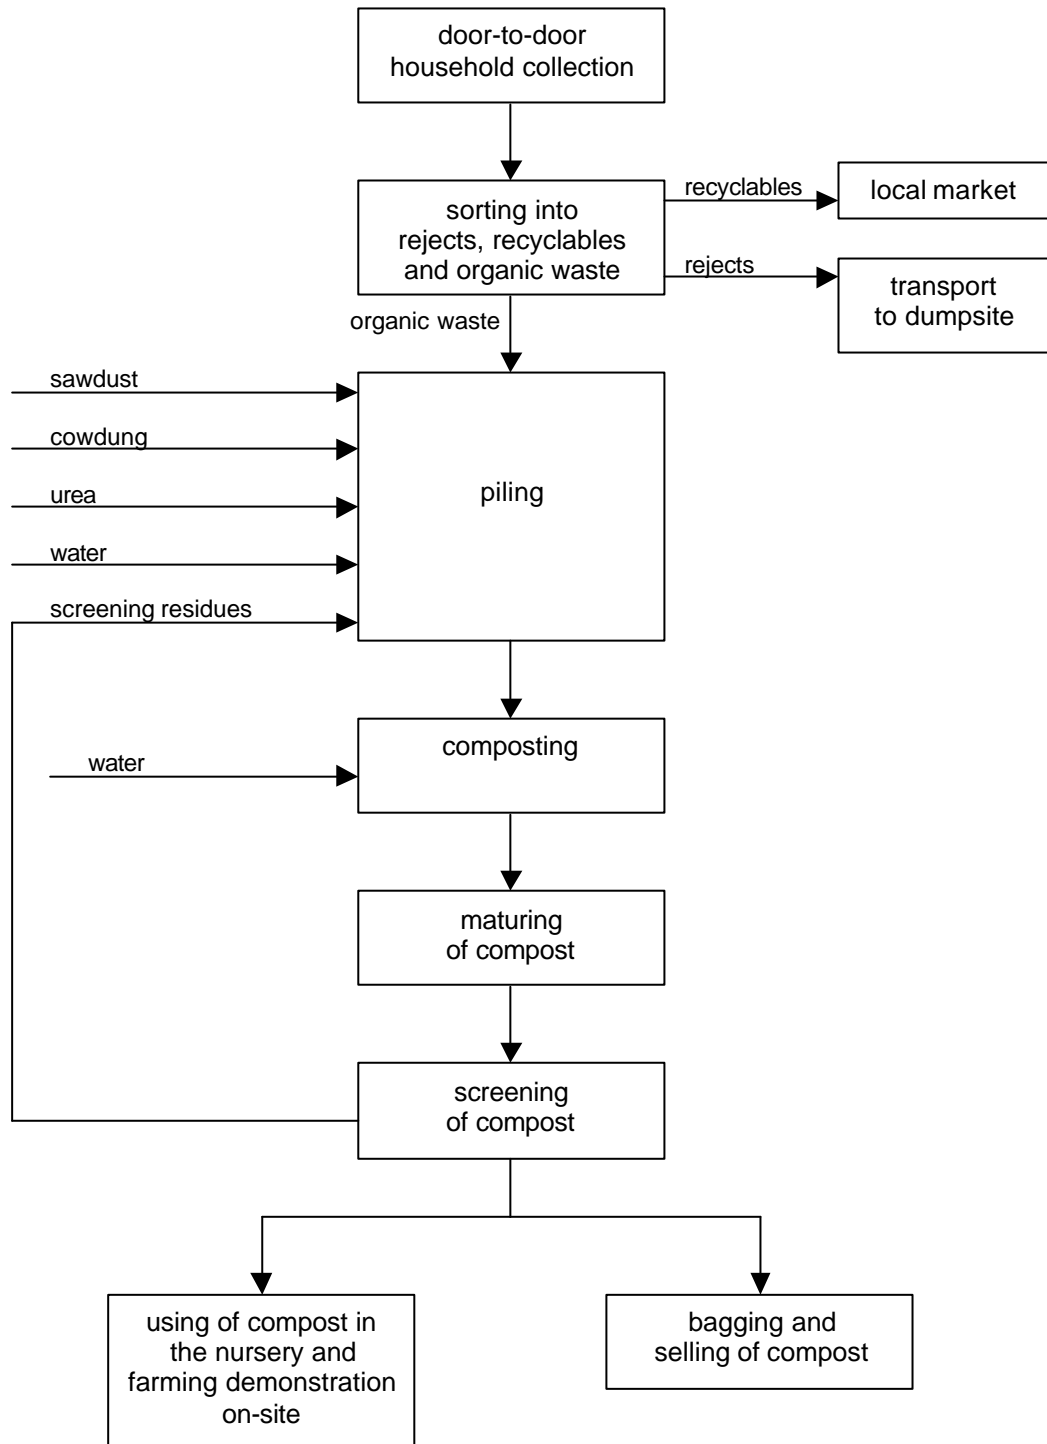 door-to-door
household collection
sorting into
rejects, recyclables
and organic waste
recyclables
local market
rejects
transport
to dumpsite
organic waste
sawdust
cowdung
urea
water
screening residues
piling
composting
water
maturing
of compost
screening
of compost
using of compost in
the nursery and
farming demonstration
on-site
bagging and
selling of compost